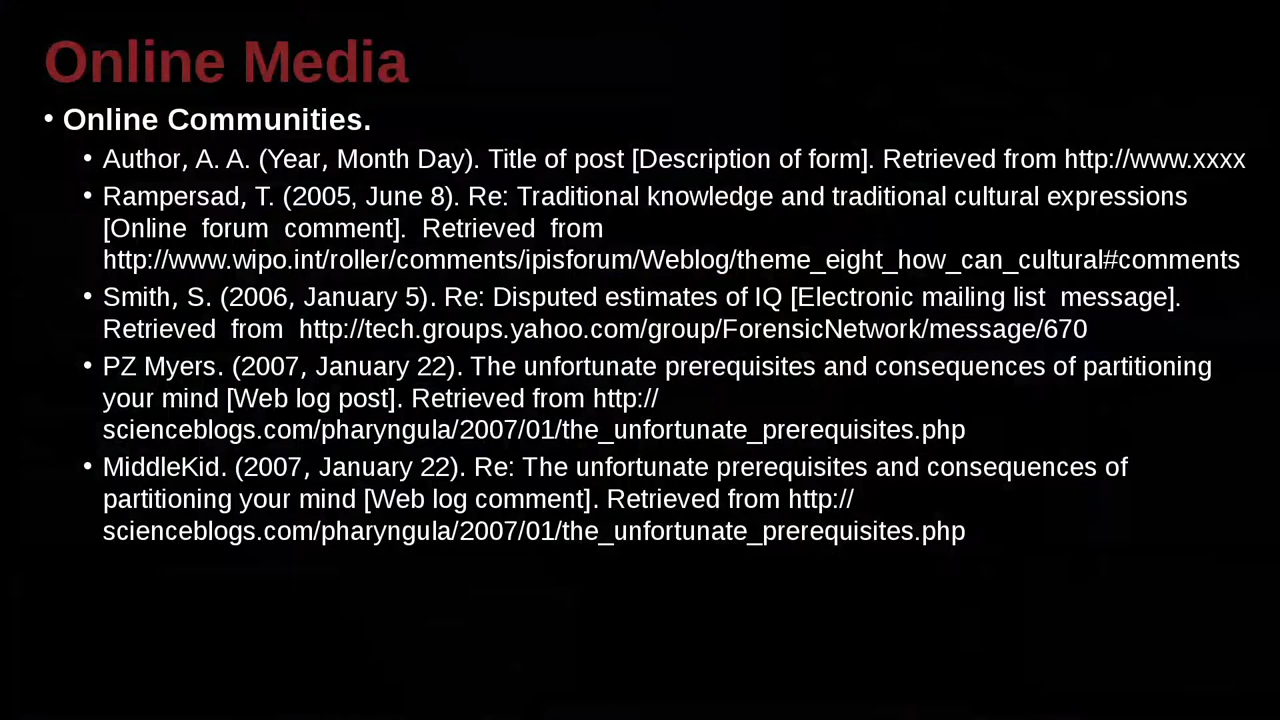 Online Media
• Online Communities.
• Author, A. A. (Year, Month Day). Title of post [Description of form]. Retrieved from http://www.xxxx
• Rampersad, T. (2005, June 8). Re: Traditional knowledge and traditional cultural expressions
[Online  forum  comment].  Retrieved  from
http://www.wipo.int/roller/comments/ipisforum/Weblog/theme_eight_how_can_cultural#comments
• Smith, S. (2006, January 5). Re: Disputed estimates of IQ [Electronic mailing list  message].
Retrieved  from  http://tech.groups.yahoo.com/group/ForensicNetwork/message/670
• PZ Myers. (2007, January 22). The unfortunate prerequisites and consequences of partitioning
your mind [Web log post]. Retrieved from http://
scienceblogs.com/pharyngula/2007/01/the_unfortunate_prerequisites.php
• MiddleKid. (2007, January 22). Re: The unfortunate prerequisites and consequences of
partitioning your mind [Web log comment]. Retrieved from http://
scienceblogs.com/pharyngula/2007/01/the_unfortunate_prerequisites.php